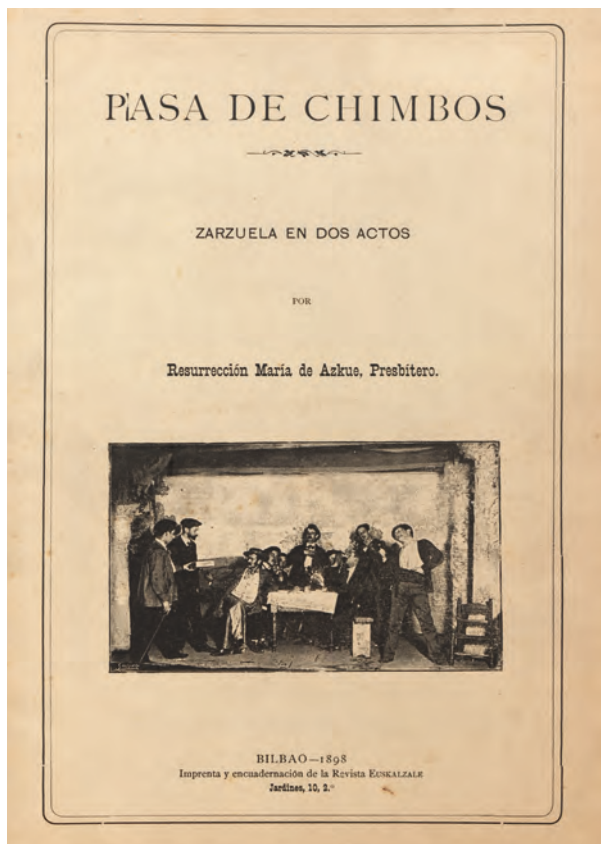 PASA DE CHIMBOS
ZARZUELA EN DOS ACTOS
POR
Resurrección María de Azkue, Presbítero.
BILBAO—1898
Imprenta y encuadernación de la Revista EUSKALZALE
Jardines, 10, 2.º